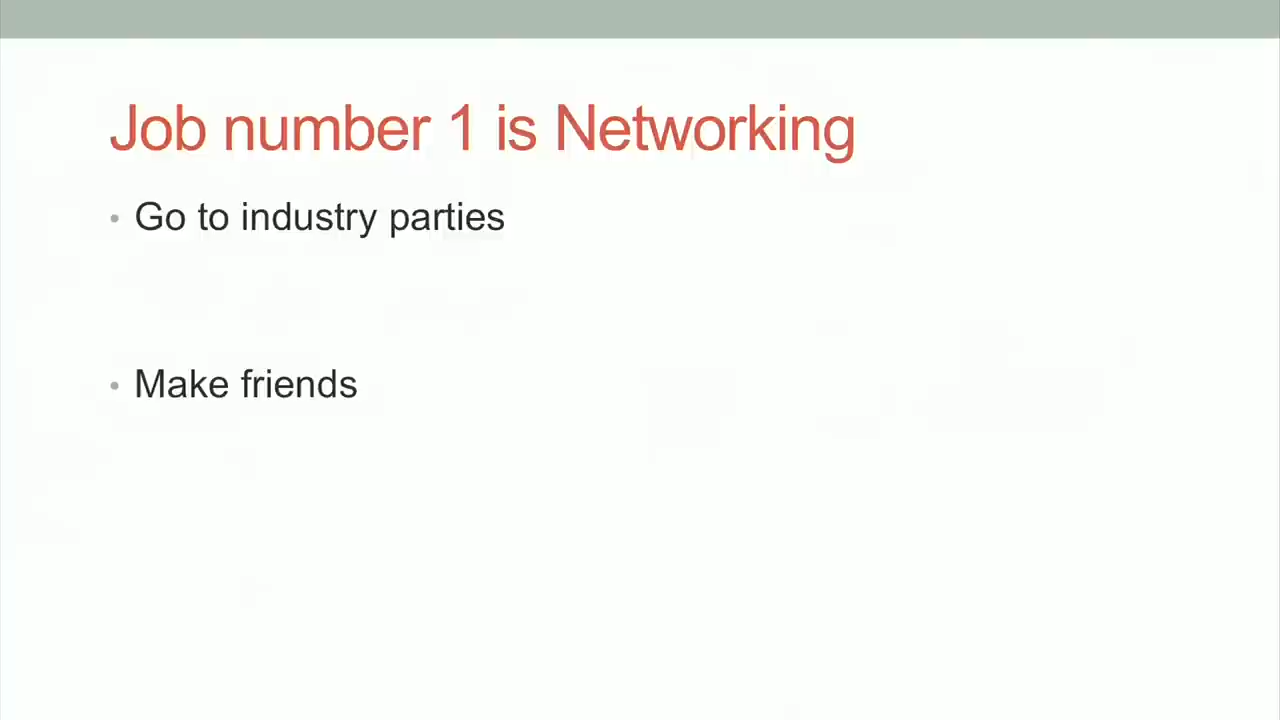 Job number 1 is Networking
• Go to industry parties
• Make friends